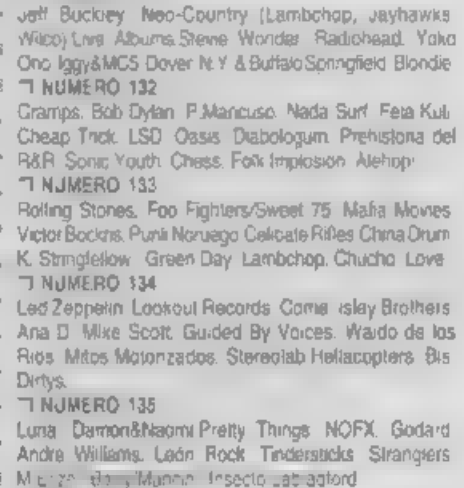 Jeff Buckley Neo-Country (Lambchop, Jayhawks
Wilco) Live Albums. Stevie Wonder Radiohead. Yoko
Ono Iggy&MC5 Dover N.Y. & Buffalo Springfield Blondie
NUMERO 132
Cramps. Bob Dylan P. Mancuso. Nada Surf Fela Kuti
Cheap Trick. LSD Oasis Diabologum. Prehistoria del
R&R Sonic Youth. Chess. Folk Implosion Alehop!
NUMERO 133
Rolling Stones. Foo Fighters/Sweet 75 Mafia Movies
Victor Bockris. Punk Noruego Celibate Rifles China Drum
K. Stringfellow Green Day Lambchop. Chucho Love
NUMERO 134
Led Zeppelin Lookout Records Come Isley Brothers
Ana D Mike Scott. Guided By Voices. Waldo de los
Rios Mitos Motorizados. Stereolab Hellacopters Bis
Dirtys.
NUMERO 135
Luna Damon&Naomi Pretty Things NOFX. Godard
Andre Williams. León Rock Tindersticks Stranglers
Insecto Labradford